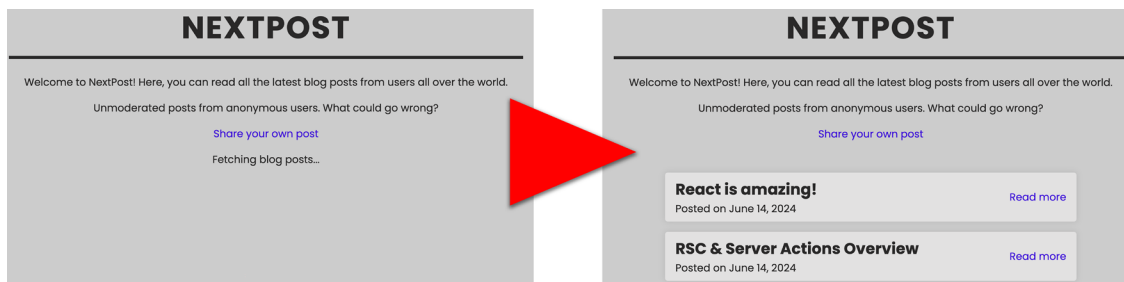 NEXTPOST
Welcome to NextPost! Here, you can read all the latest blog posts from users all over the world.
Unmoderated posts from anonymous users. What could go wrong?
Share your own post
Fetching blog posts...
NEXTPOST
Welcome to NextPost! Here, you can read all the latest blog posts from users all over the world.
Unmoderated posts from anonymous users. What could go wrong?
Share your own post
React is amazing!
Posted on June 14, 2024
Read more
RSC & Server Actions Overview
Posted on June 14, 2024
Read more